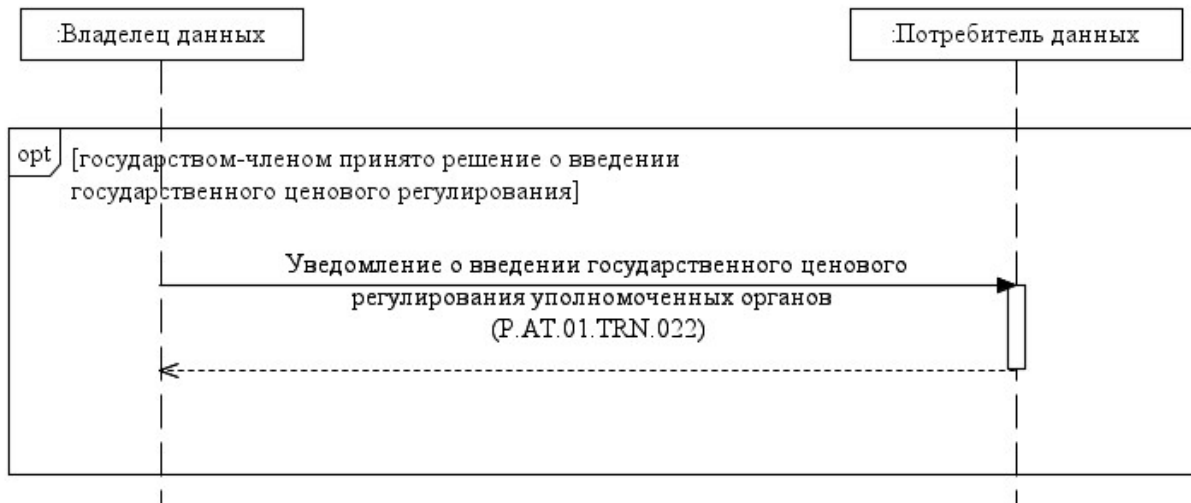 :Владелец данных
:Потребитель данных
opt
[государством-членом принято решение о введении
государственного ценового регулирования]
Уведомление о введении государственного ценового
регулирования уполномоченных органов
(P.AT.01.TRN.022)